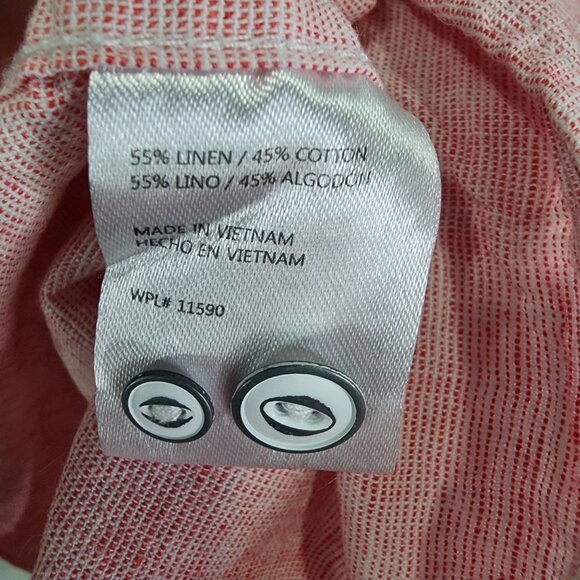 55% LINEN / 45% COTTON
55% LINO / 45% ALGODON
MADE IN VIETNAM
HECHO EN VIETNAM
WPL# 11590